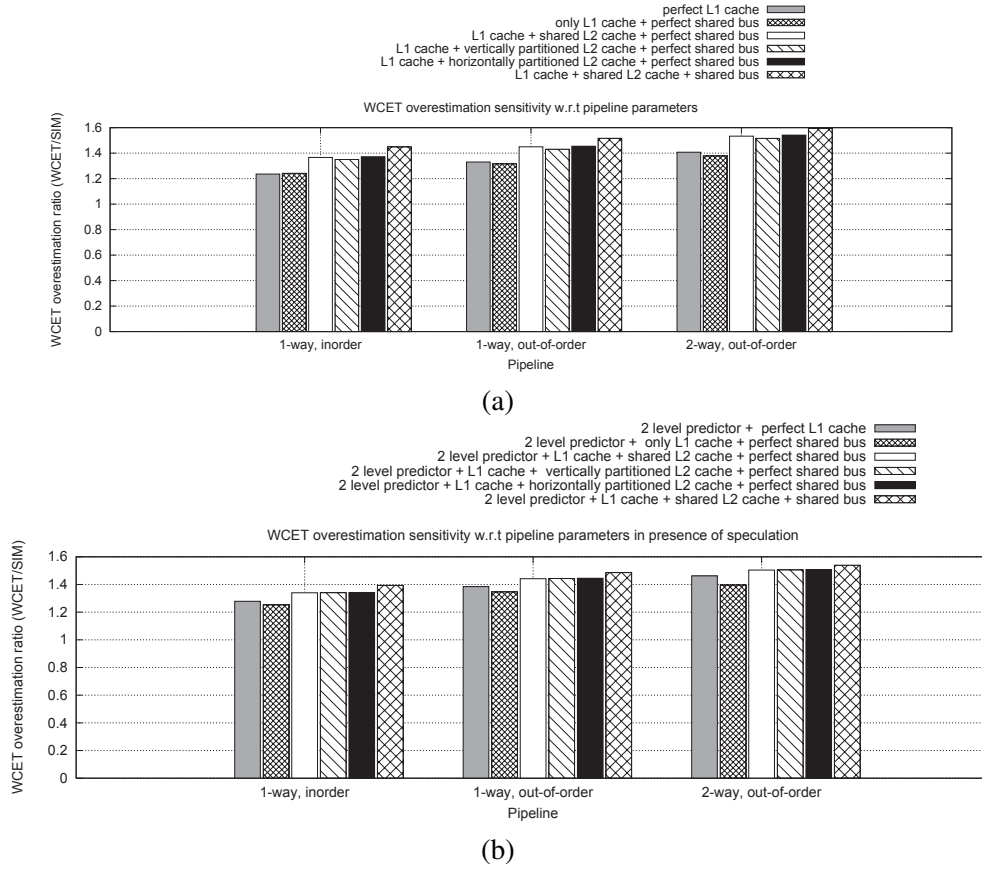 perfect L1 cache
only L1 cache + perfect shared bus
L1 cache + shared L2 cache + perfect shared bus
L1 cache + vertically partitioned L2 cache + perfect shared bus
L1 cache + horizontally partitioned L2 cache + perfect shared bus
L1 cache + shared L2 cache + shared bus
WCET overestimation sensitivity w.r.t pipeline parameters
WCET overestimation ratio (WCET/SIM)
1.6
1.4
1.2
1
0.8
0.6
0.4
0.2
0
1-way, inorder
1-way, out-of-order
2-way, out-of-order
Pipeline
(a)
2 level predictor + perfect L1 cache
2 level predictor + only L1 cache + perfect shared bus
2 level predictor + L1 cache + shared L2 cache + perfect shared bus
2 level predictor + L1 cache + vertically partitioned L2 cache + perfect shared bus
2 level predictor + L1 cache + horizontally partitioned L2 cache + perfect shared bus
2 level predictor + L1 cache + shared L2 cache + shared bus
WCET overestimation sensitivity w.r.t pipeline parameters in presence of speculation
WCET overestimation ratio (WCET/SIM)
1.6
1.4
1.2
1
0.8
0.6
0.4
0.2
0
1-way, inorder
1-way, out-of-order
2-way, out-of-order
Pipeline
(b)